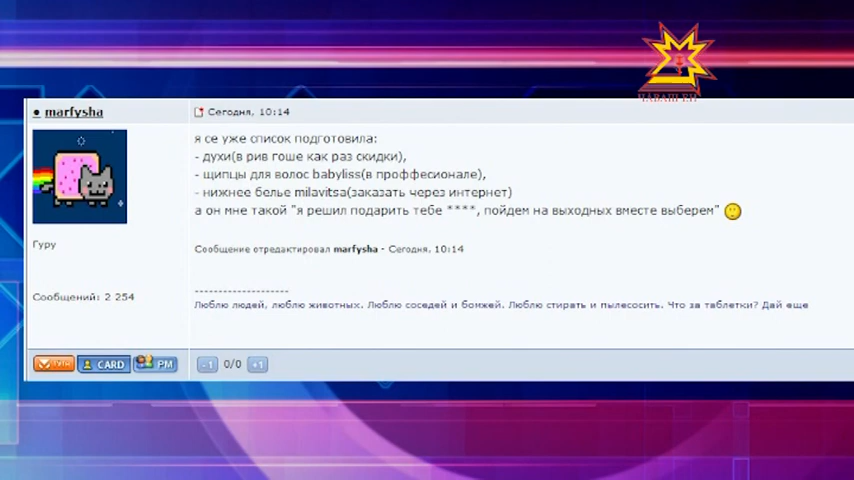 ЧĂВАШ ЕН
• marfysha
Сегодня, 10:14
я се уже список подготовила:
- духи(в рив гоше как раз скидки),
- щипцы для волос babyliss(в проффесионале),
- нижнее белье milavitsa(заказать через интернет)
а он мне такой "я решил подарить тебе ****, пойдем на выходных вместе выберем"
Гуру
Сообщение отредактировал marfysha - Сегодня, 10:14
Сообщений: 2 254
--------------------
Люблю людей, люблю животных. Люблю соседей и бомжей. Люблю стирать и пылесосить. Что за таблетки? Дай еще
CARD PM -1 0/0 +1